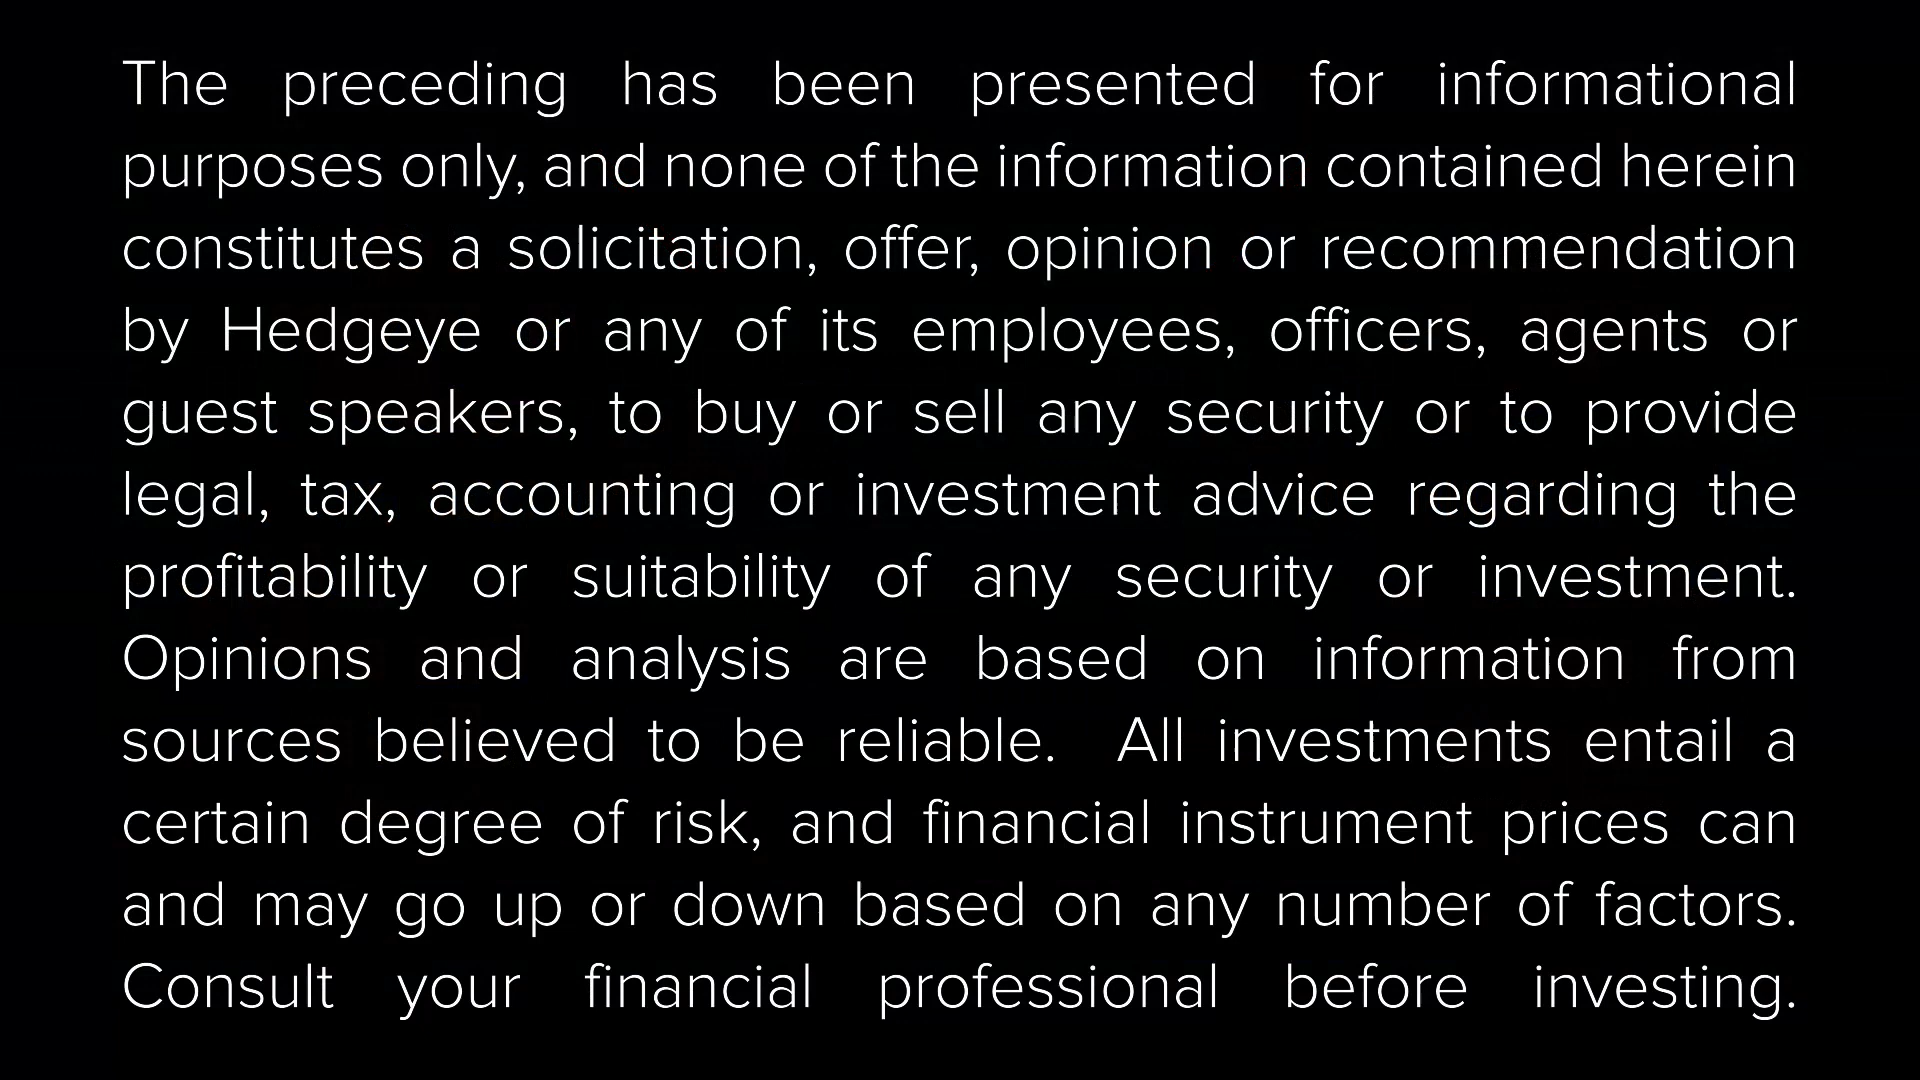 The preceding has been presented for informational
purposes only, and none of the information contained herein
constitutes a solicitation, offer, opinion or recommendation
by Hedgeye or any of its employees, officers, agents or
guest speakers, to buy or sell any security or to provide
legal, tax, accounting or investment advice regarding the
profitability or suitability of any security or investment.
Opinions and analysis are based on information from
sources believed to be reliable.  All investments entail a
certain degree of risk, and financial instrument prices can
and may go up or down based on any number of factors.
Consult your financial professional before investing.